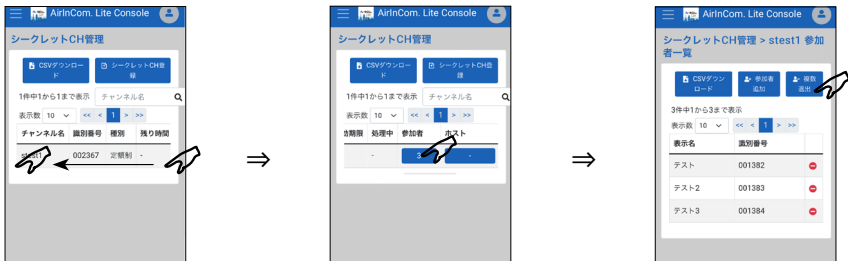 AirInCom. Lite Console
シークレットCH管理
CSVダウンロー
ド
シークレットCH登
録
1件中1から1まで表示
チャンネル名
表示数 10 << < 1 > >>
チャンネル名 識別番号 種別 残り時間
stest1 002367 定額制 -
⇒
AirInCom. Lite Console
シークレットCH管理
CSVダウンロー
ド
シークレットCH登
録
1件中1から1まで表示
チャンネル名
表示数 10 << < 1 > >>
効期限 処理中 参加者 ホスト
- 3 -
⇒
AirInCom. Lite Console
シークレットCH管理 > stest1 参加
者一覧
CSVダウン
ロード
参加者
追加
複数
退出
3件中1から3まで表示
表示数 10 << < 1 > >>
表示名 識別番号
テスト 001382
テスト2 001383
テスト3 001384